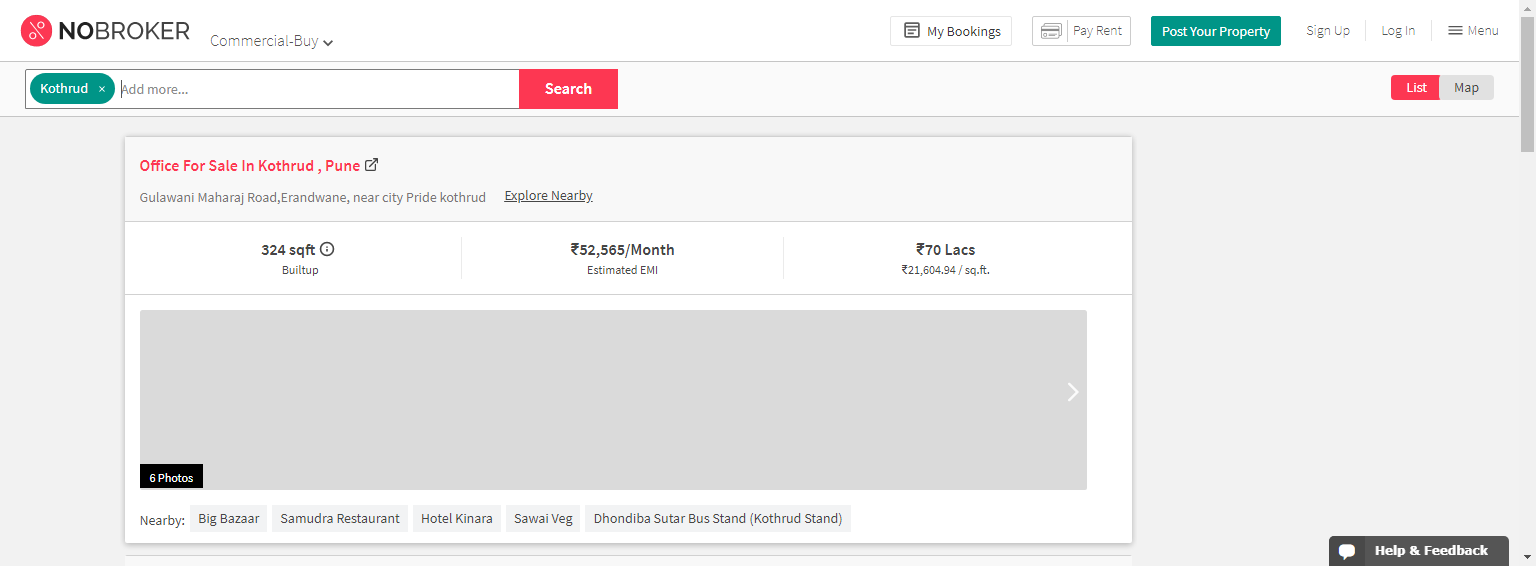 NOBROKER
Commercial-Buy
My Bookings
Pay Rent
Post Your Property
Sign Up
Log In
Menu
Kothrud ×
Add more...
Search
List
Map
Office For Sale In Kothrud , Pune
Gulawani Maharaj Road,Erandwane, near city Pride kothrud
Explore Nearby
324 sqft
Builtup
₹52,565/Month
Estimated EMI
₹70 Lacs
₹21,604.94 / sq.ft.
6 Photos
Nearby:
Big Bazaar
Samudra Restaurant
Hotel Kinara
Sawai Veg
Dhondiba Sutar Bus Stand (Kothrud Stand)
Help & Feedback